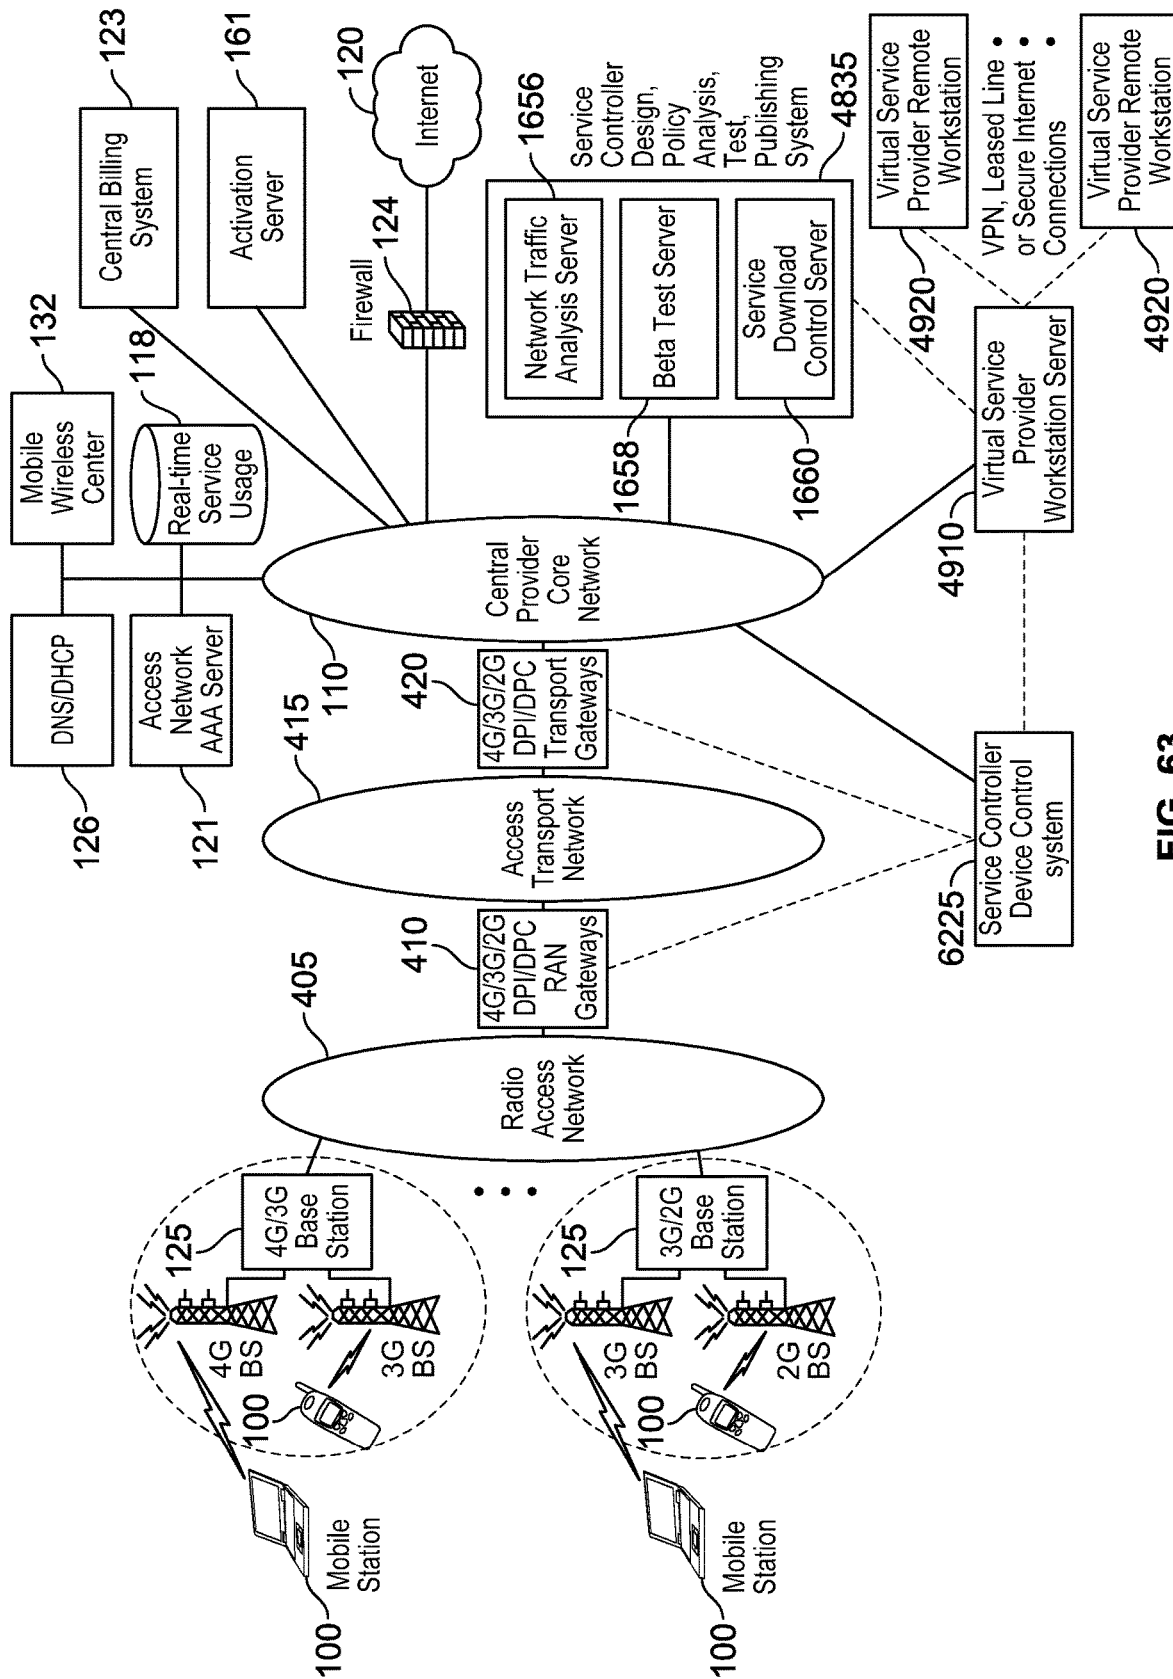 126
DNS/DHCP
Mobile
Wireless
Center
132
121
Access
Network
AAA Server
Real-time
Service
Usage
118
Central Billing
System
123
Activation
Server
161
110
Firewall
124
Internet
120
Network Traffic
Analysis Server
1656
1658
Beta Test Server
1660
Service
Download
Control Server
Service
Controller
Design,
Policy
Analysis,
Test,
Publishing
System
4835
Central
Provider
Core
Network
420
4G/3G/2G
DPI/DPC
Transport
Gateways
415
Access
Transport
Network
410
4G/3G/2G
DPI/DPC
RAN
Gateways
405
Radio
Access
Network
125
4G/3G
Base
Station
4G
BS
3G
BS
100
100
Mobile
Station
125
3G/2G
Base
Station
3G
BS
2G
BS
100
100
Mobile
Station
6225
Service Controller
Device Control
system
4910
Virtual Service
Provider
Workstation Server
4920
Virtual Service
Provider Remote
Workstation
VPN, Leased Line
or Secure Internet
Connections
4920
Virtual Service
Provider Remote
Workstation